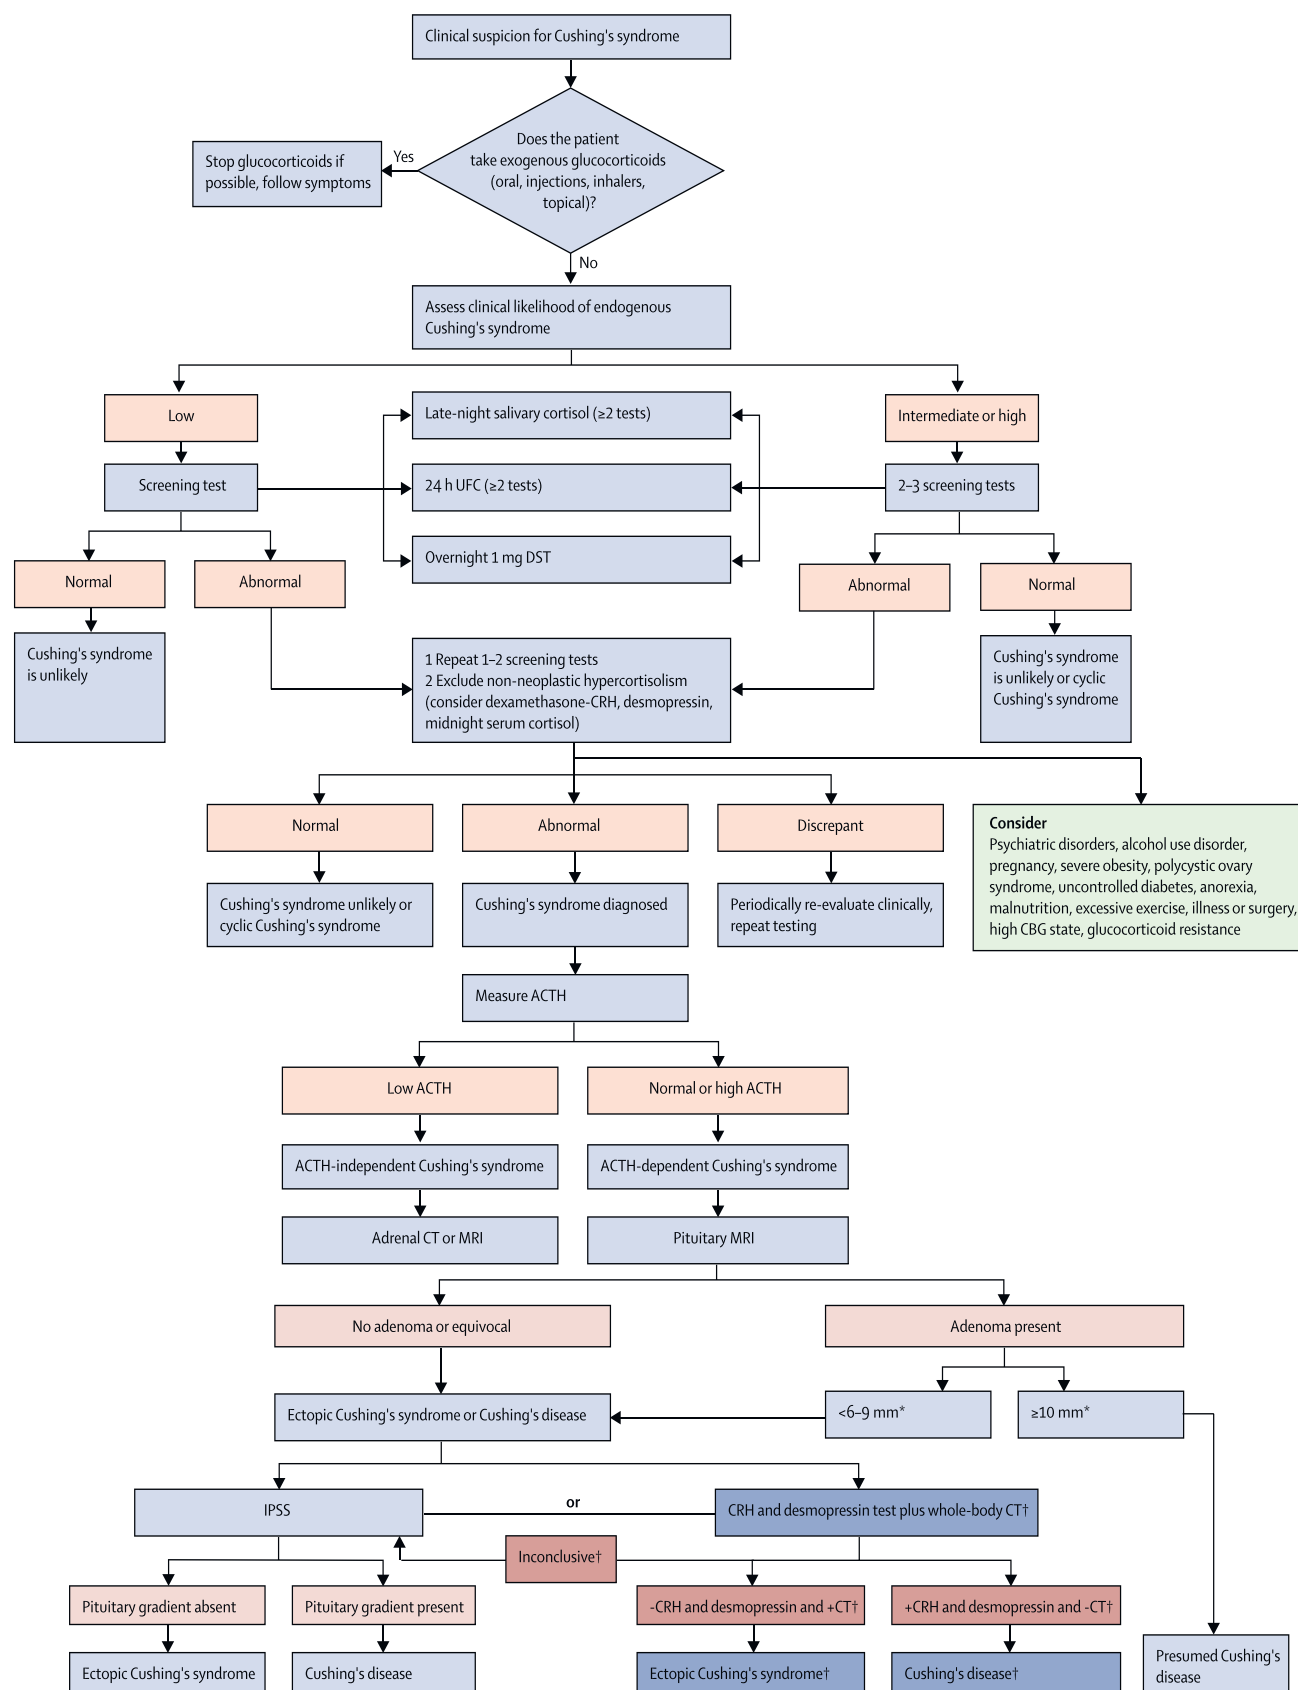 Clinical suspicion for Cushing's syndrome
Does the patient
take exogenous glucocorticoids
(oral, injections, inhalers,
topical)?
Yes
Stop glucocorticoids if
possible, follow symptoms
No
Assess clinical likelihood of endogenous
Cushing's syndrome
Low
Late-night salivary cortisol (≥2 tests)
Intermediate or high
Screening test
24 h UFC (≥2 tests)
2–3 screening tests
Overnight 1 mg DST
Normal
Abnormal
Abnormal
Normal
Cushing's syndrome
is unlikely
1 Repeat 1–2 screening tests
2 Exclude non-neoplastic hypercortisolism
(consider dexamethasone-CRH, desmopressin,
midnight serum cortisol)
Cushing's syndrome
is unlikely or cyclic
Cushing's syndrome
Normal
Abnormal
Discrepant
Consider
Psychiatric disorders, alcohol use disorder,
pregnancy, severe obesity, polycystic ovary
syndrome, uncontrolled diabetes, anorexia,
malnutrition, excessive exercise, illness or surgery,
high CBG state, glucocorticoid resistance
Cushing's syndrome unlikely or
cyclic Cushing's syndrome
Cushing's syndrome diagnosed
Periodically re-evaluate clinically,
repeat testing
Measure ACTH
Low ACTH
Normal or high ACTH
ACTH-independent Cushing's syndrome
ACTH-dependent Cushing's syndrome
Adrenal CT or MRI
Pituitary MRI
No adenoma or equivocal
Adenoma present
Ectopic Cushing's syndrome or Cushing's disease
<6–9 mm*
≥10 mm*
IPSS
or
CRH and desmopressin test plus whole-body CT†
Inconclusive†
Pituitary gradient absent
Pituitary gradient present
-CRH and desmopressin and +CT†
+CRH and desmopressin and -CT†
Ectopic Cushing's syndrome
Cushing's disease
Ectopic Cushing's syndrome†
Cushing's disease†
Presumed Cushing's
disease